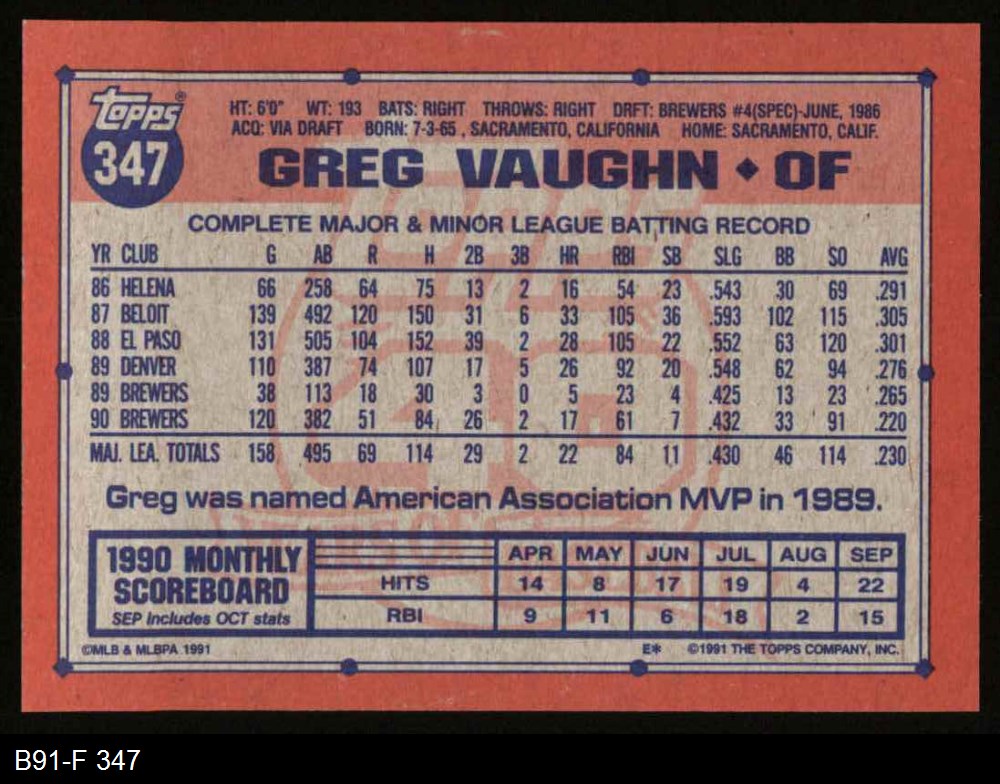 topps®
347
HT: 6'0" WT: 193 BATS: RIGHT THROWS: RIGHT DRFT: BREWERS #4(SPEC)-JUNE, 1986
ACQ: VIA DRAFT BORN: 7-3-65 , SACRAMENTO, CALIFORNIA HOME: SACRAMENTO, CALIF.
GREG VAUGHN ♦ OF
COMPLETE MAJOR & MINOR LEAGUE BATTING RECORD
YR CLUB G AB R H 2B 3B HR RBI SB SLG BB SO AVG
86 HELENA 66 258 64 75 13 2 16 54 23 .543 30 69 .291
87 BELOIT 139 492 120 150 31 6 33 105 36 .593 102 115 .305
88 EL PASO 131 505 104 152 39 2 28 105 22 .552 63 120 .301
89 DENVER 110 387 74 107 17 5 26 92 20 .548 62 94 .276
89 BREWERS 38 113 18 30 3 0 5 23 4 .425 13 23 .265
90 BREWERS 120 382 51 84 26 2 17 61 7 .432 33 91 .220
MAJ. LEA. TOTALS 158 495 69 114 29 2 22 84 11 .430 46 114 .230
Greg was named American Association MVP in 1989.
1990 MONTHLY
SCOREBOARD
SEP includes OCT stats
APR MAY JUN JUL AUG SEP
HITS 14 8 17 19 4 22
RBI 9 11 6 18 2 15
©MLB & MLBPA 1991 E* ©1991 THE TOPPS COMPANY, INC.
B91-F 347